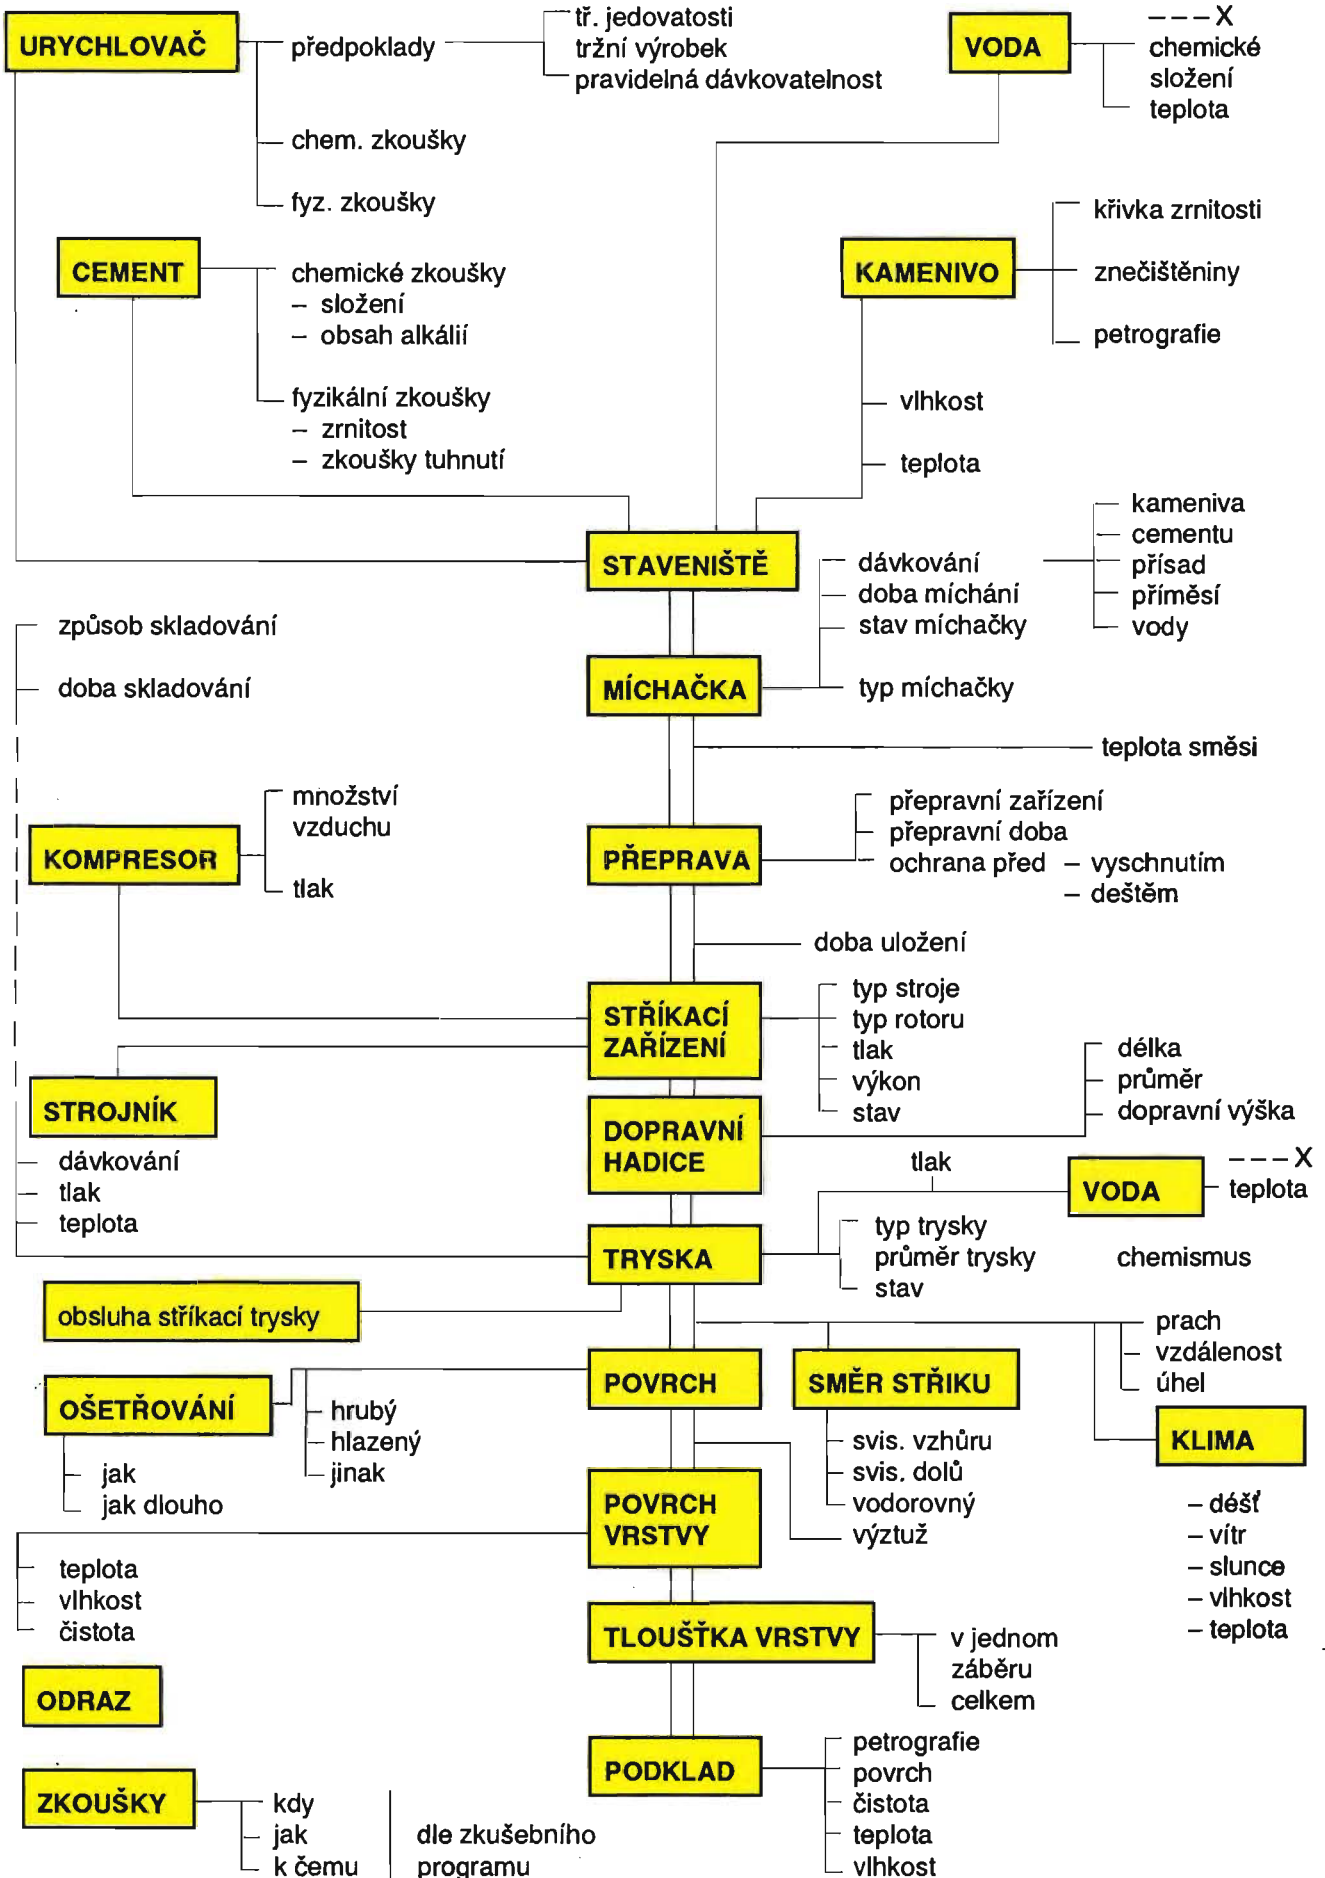 URYCHLOVAČ
předpoklady
tř. jedovatosti
tržní výrobek
pravidelná dávkovatelnost
chem. zkoušky
fyz. zkoušky
VODA
– – – X
chemické
složení
teplota
CEMENT
chemické zkoušky
– složení
– obsah alkálií
fyzikální zkoušky
– zrnitost
– zkoušky tuhnutí
KAMENIVO
křivka zrnitosti
znečištěniny
petrografie
vlhkost
teplota
STAVENIŠTĚ
dávkování
doba míchání
stav míchačky
typ míchačky
kameniva
cementu
přísad
příměsí
vody
způsob skladování
doba skladování
MÍCHAČKA
teplota směsi
KOMPRESOR
množství
vzduchu
tlak
PŘEPRAVA
přepravní zařízení
přepravní doba
ochrana před – vyschnutím
– deštěm
doba uložení
STŘÍKACÍ
ZAŘÍZENÍ
typ stroje
typ rotoru
tlak
výkon
stav
STROJNÍK
dávkování
tlak
teplota
DOPRAVNÍ
HADICE
délka
průměr
dopravní výška
tlak
VODA
– – – X
teplota
TRYSKA
typ trysky
průměr trysky
stav
chemismus
obsluha stříkací trysky
prach
vzdálenost
úhel
POVRCH
SMĚR STŘIKU
OŠETŘOVÁNÍ
hrubý
hlazený
jinak
jak
jak dlouho
svis. vzhůru
svis. dolů
vodorovný
výztuž
KLIMA
– déšť
– vítr
– slunce
– vlhkost
– teplota
POVRCH
VRSTVY
teplota
vlhkost
čistota
TLOUŠŤKA VRSTVY
v jednom
záběru
celkem
ODRAZ
PODKLAD
petrografie
povrch
čistota
teplota
vlhkost
ZKOUŠKY
kdy
jak
k čemu
dle zkušebního
programu